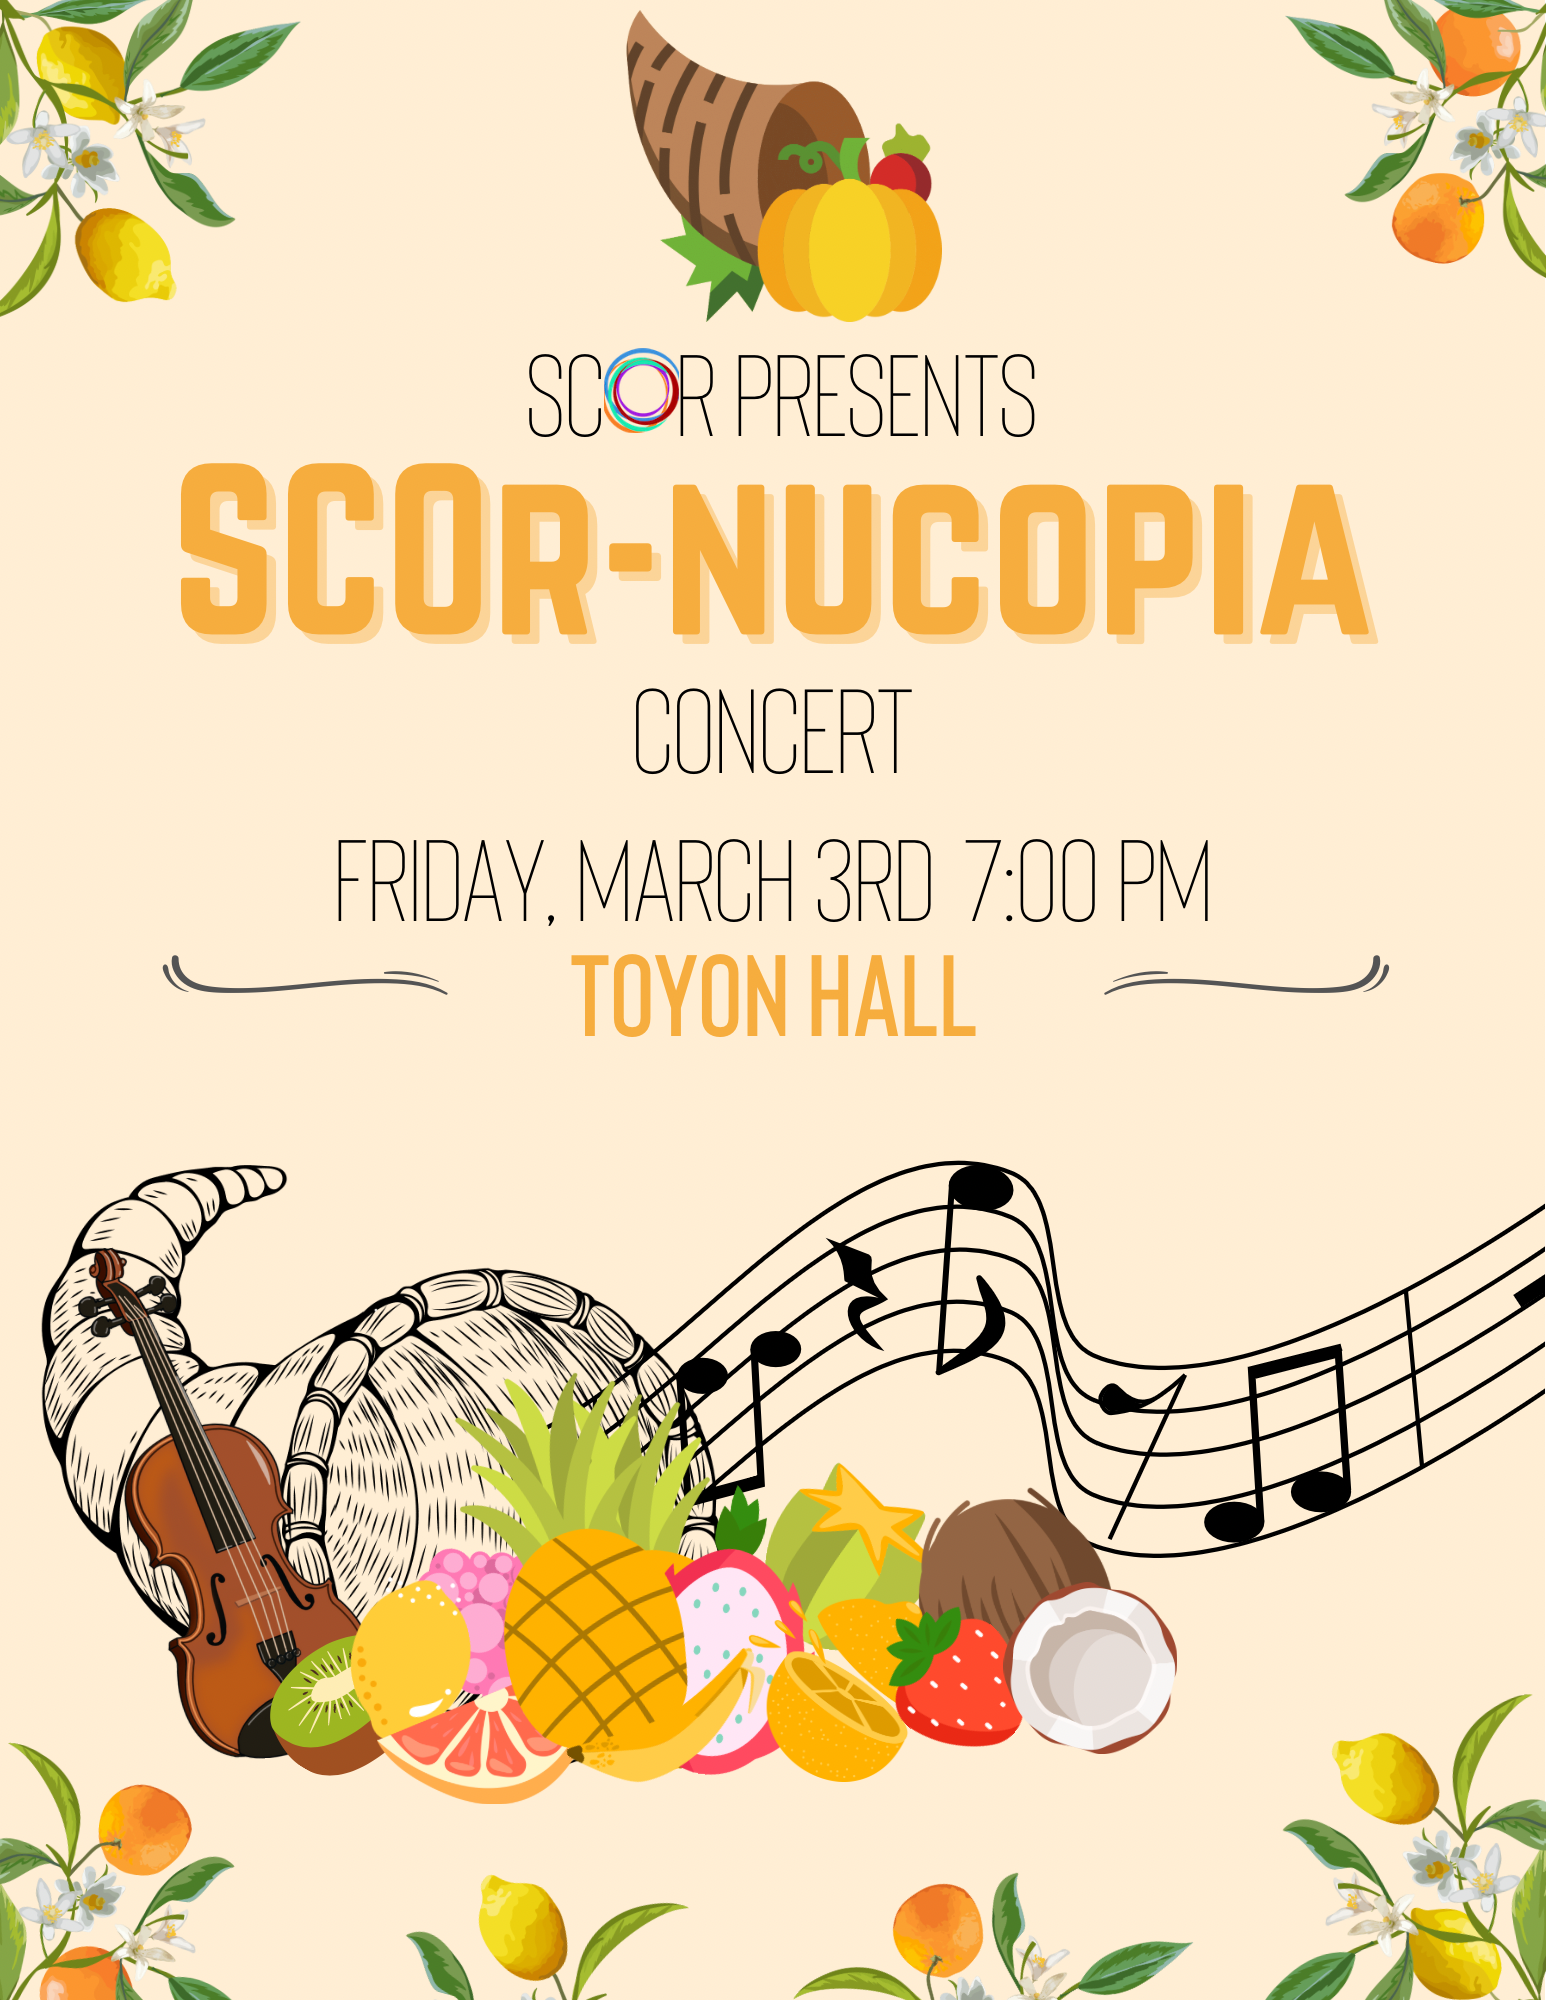 SCOR PRESENTS
SCOR-NUCOPIA
CONCERT
FRIDAY, MARCH 3RD 7:00 PM
TOYON HALL